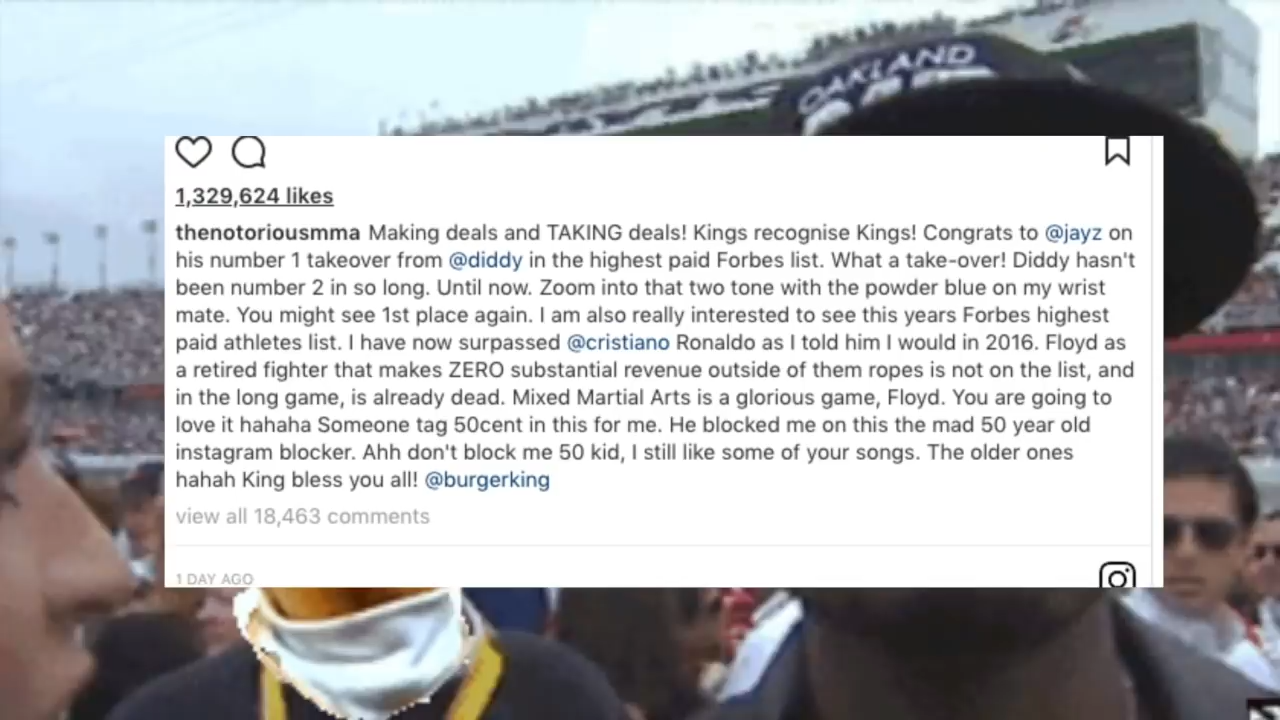 OAKLAND
1,329,624 likes
thenotoriousmma Making deals and TAKING deals! Kings recognise Kings! Congrats to @jayz on
his number 1 takeover from @diddy in the highest paid Forbes list. What a take-over! Diddy hasn't
been number 2 in so long. Until now. Zoom into that two tone with the powder blue on my wrist
mate. You might see 1st place again. I am also really interested to see this years Forbes highest
paid athletes list. I have now surpassed @cristiano Ronaldo as I told him I would in 2016. Floyd as
a retired fighter that makes ZERO substantial revenue outside of them ropes is not on the list, and
in the long game, is already dead. Mixed Martial Arts is a glorious game, Floyd. You are going to
love it hahaha Someone tag 50cent in this for me. He blocked me on this the mad 50 year old
instagram blocker. Ahh don't block me 50 kid, I still like some of your songs. The older ones
hahah King bless you all! @burgerking
view all 18,463 comments
1 DAY AGO